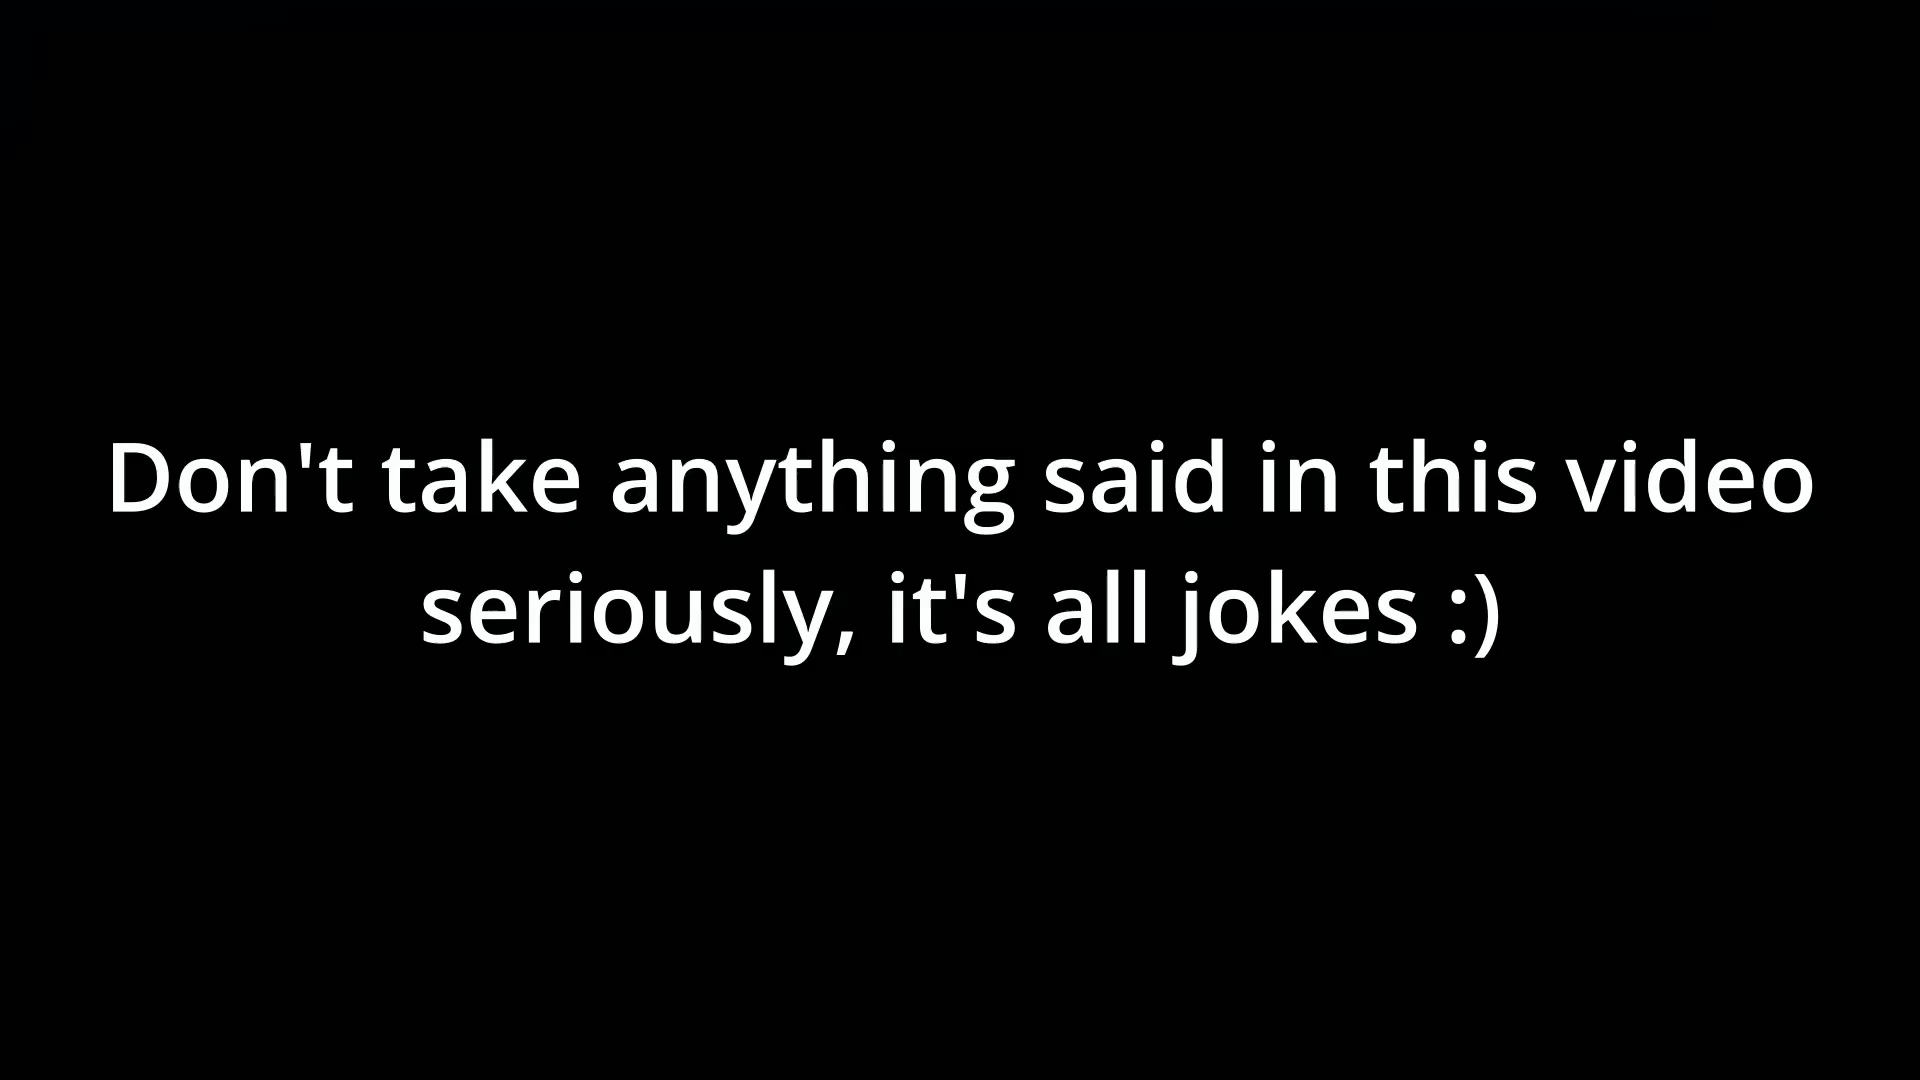 Don't take anything said in this video
seriously, it's all jokes :)